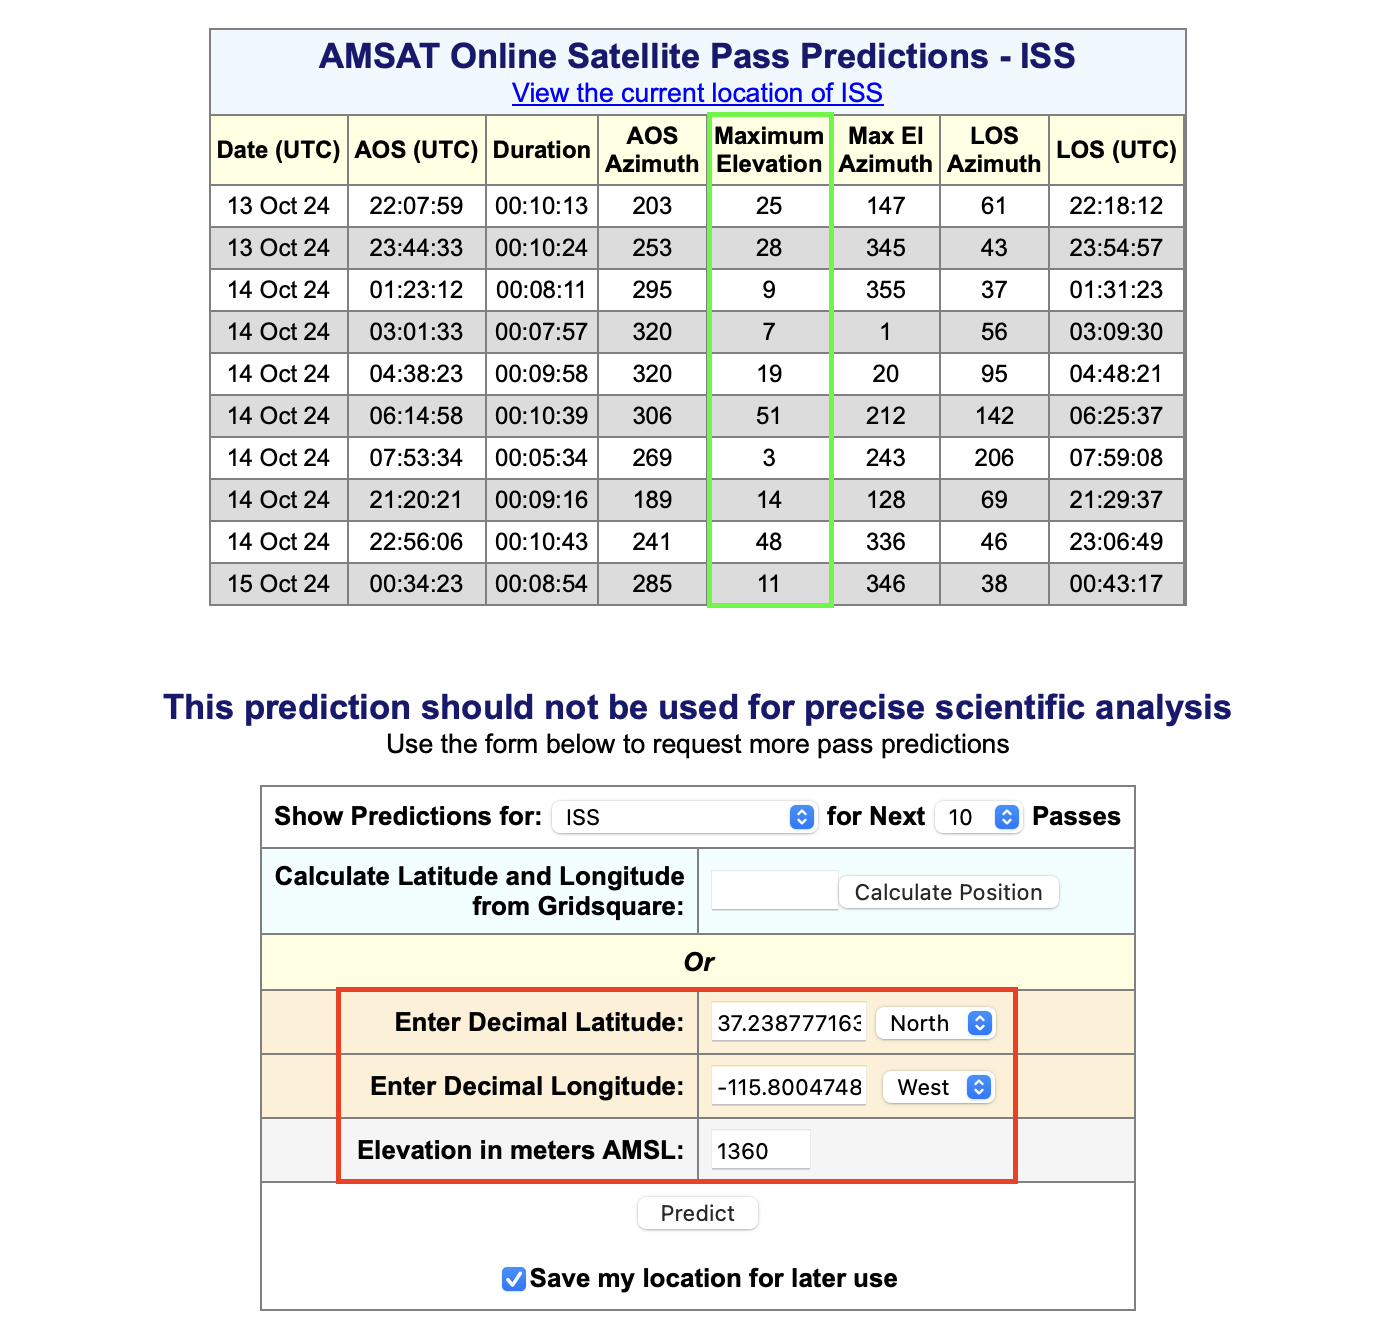 AMSAT Online Satellite Pass Predictions - ISS
View the current location of ISS
Date (UTC) AOS (UTC) Duration AOS Azimuth Maximum Elevation Max El Azimuth LOS Azimuth LOS (UTC)
13 Oct 24 22:07:59 00:10:13 203 25 147 61 22:18:12
13 Oct 24 23:44:33 00:10:24 253 28 345 43 23:54:57
14 Oct 24 01:23:12 00:08:11 295 9 355 37 01:31:23
14 Oct 24 03:01:33 00:07:57 320 7 1 56 03:09:30
14 Oct 24 04:38:23 00:09:58 320 19 20 95 04:48:21
14 Oct 24 06:14:58 00:10:39 306 51 212 142 06:25:37
14 Oct 24 07:53:34 00:05:34 269 3 243 206 07:59:08
14 Oct 24 21:20:21 00:09:16 189 14 128 69 21:29:37
14 Oct 24 22:56:06 00:10:43 241 48 336 46 23:06:49
15 Oct 24 00:34:23 00:08:54 285 11 346 38 00:43:17
This prediction should not be used for precise scientific analysis
Use the form below to request more pass predictions
Show Predictions for: ISS for Next 10 Passes
Calculate Latitude and Longitude
from Gridsquare: Calculate Position
Or
Enter Decimal Latitude: 37.238777163 North
Enter Decimal Longitude: -115.8004748 West
Elevation in meters AMSL: 1360
Predict
Save my location for later use